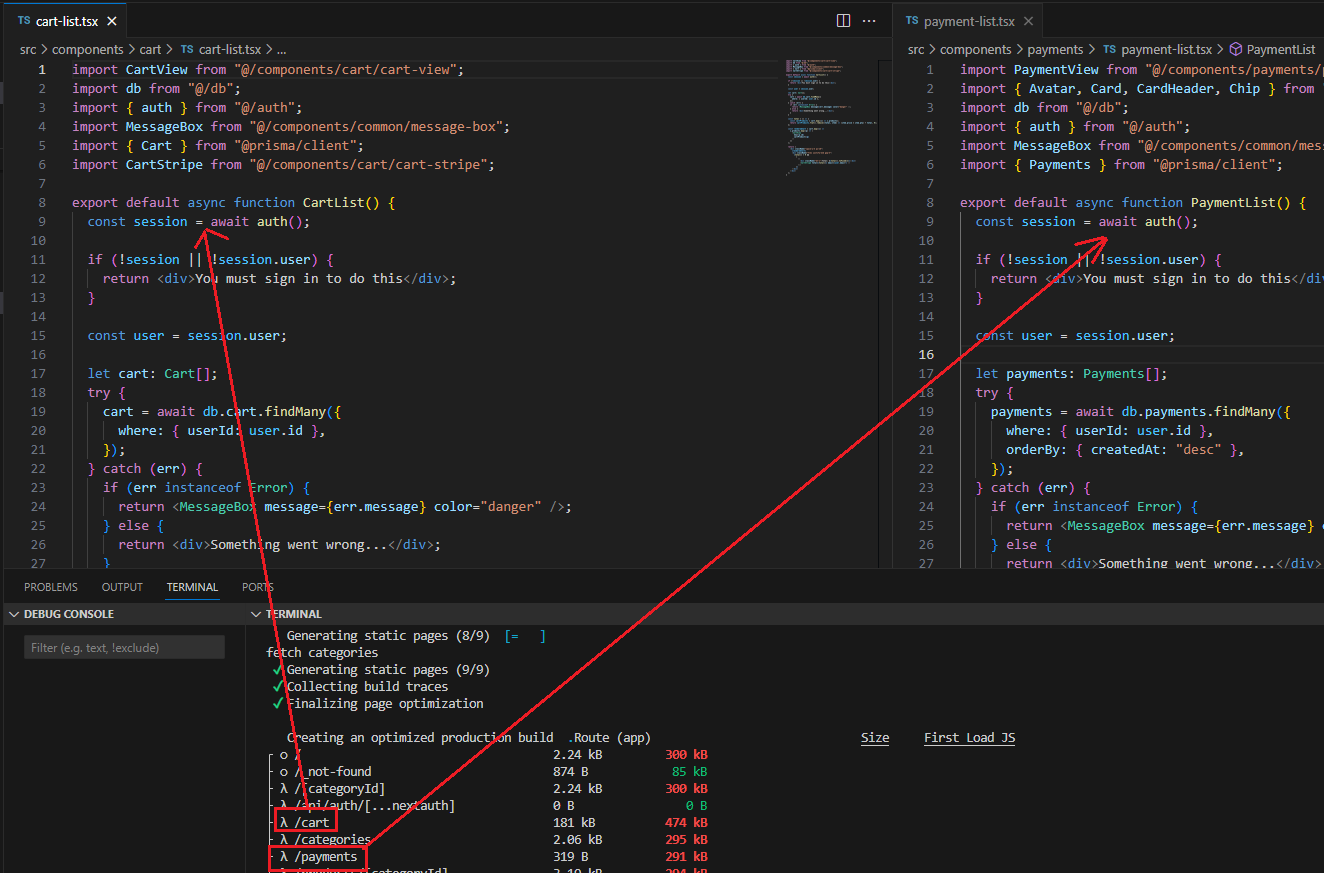 TS cart-list.tsx
src > components > cart > TS cart-list.tsx > ...
1 import CartView from "@/components/cart/cart-view";
2 import db from "@/db";
3 import { auth } from "@/auth";
4 import MessageBox from "@/components/common/message-box";
5 import { Cart } from "@prisma/client";
6 import CartStripe from "@/components/cart/cart-stripe";
7
8 export default async function CartList() {
9 const session = await auth();
10
11 if (!session || !session.user) {
12 return <div>You must sign in to do this</div>;
13 }
14
15 const user = session.user;
16
17 let cart: Cart[];
18 try {
19 cart = await db.cart.findMany({
20 where: { userId: user.id },
21 });
22 } catch (err) {
23 if (err instanceof Error) {
24 return <MessageBox message={err.message} color="danger" />;
25 } else {
26 return <div>Something went wrong...</div>;
27 }
TS payment-list.tsx
src > components > payments > TS payment-list.tsx > PaymentList
1 import PaymentView from "@/components/payments/
2 import { Avatar, Card, CardHeader, Chip } from
3 import db from "@/db";
4 import { auth } from "@/auth";
5 import MessageBox from "@/components/common/mes
6 import { Payments } from "@prisma/client";
7
8 export default async function PaymentList() {
9 const session = await auth();
10
11 if (!session || !session.user) {
12 return <div>You must sign in to do this</div
13 }
14
15 const user = session.user;
16
17 let payments: Payments[];
18 try {
19 payments = await db.payments.findMany({
20 where: { userId: user.id },
21 orderBy: { createdAt: "desc" },
22 });
23 } catch (err) {
24 if (err instanceof Error) {
25 return <MessageBox message={err.message}
26 } else {
27 return <div>Something went wrong...</div>
PROBLEMS OUTPUT TERMINAL PORTS
DEBUG CONSOLE
Filter (e.g. text, !exclude)
TERMINAL
Generating static pages (8/9) [= ]
fetch categories
✓ Generating static pages (9/9)
✓ Collecting build traces
✓ Finalizing page optimization
Creating an optimized production build .Route (app) Size First Load JS
┌ ○ / 2.24 kB 300 kB
├ ○ /_not-found 874 B 85 kB
├ λ /[categoryId] 2.24 kB 300 kB
├ λ /api/auth/[...nextauth] 0 B 0 B
├ λ /cart 181 kB 474 kB
├ λ /categories 2.06 kB 295 kB
├ λ /payments 319 B 291 kB